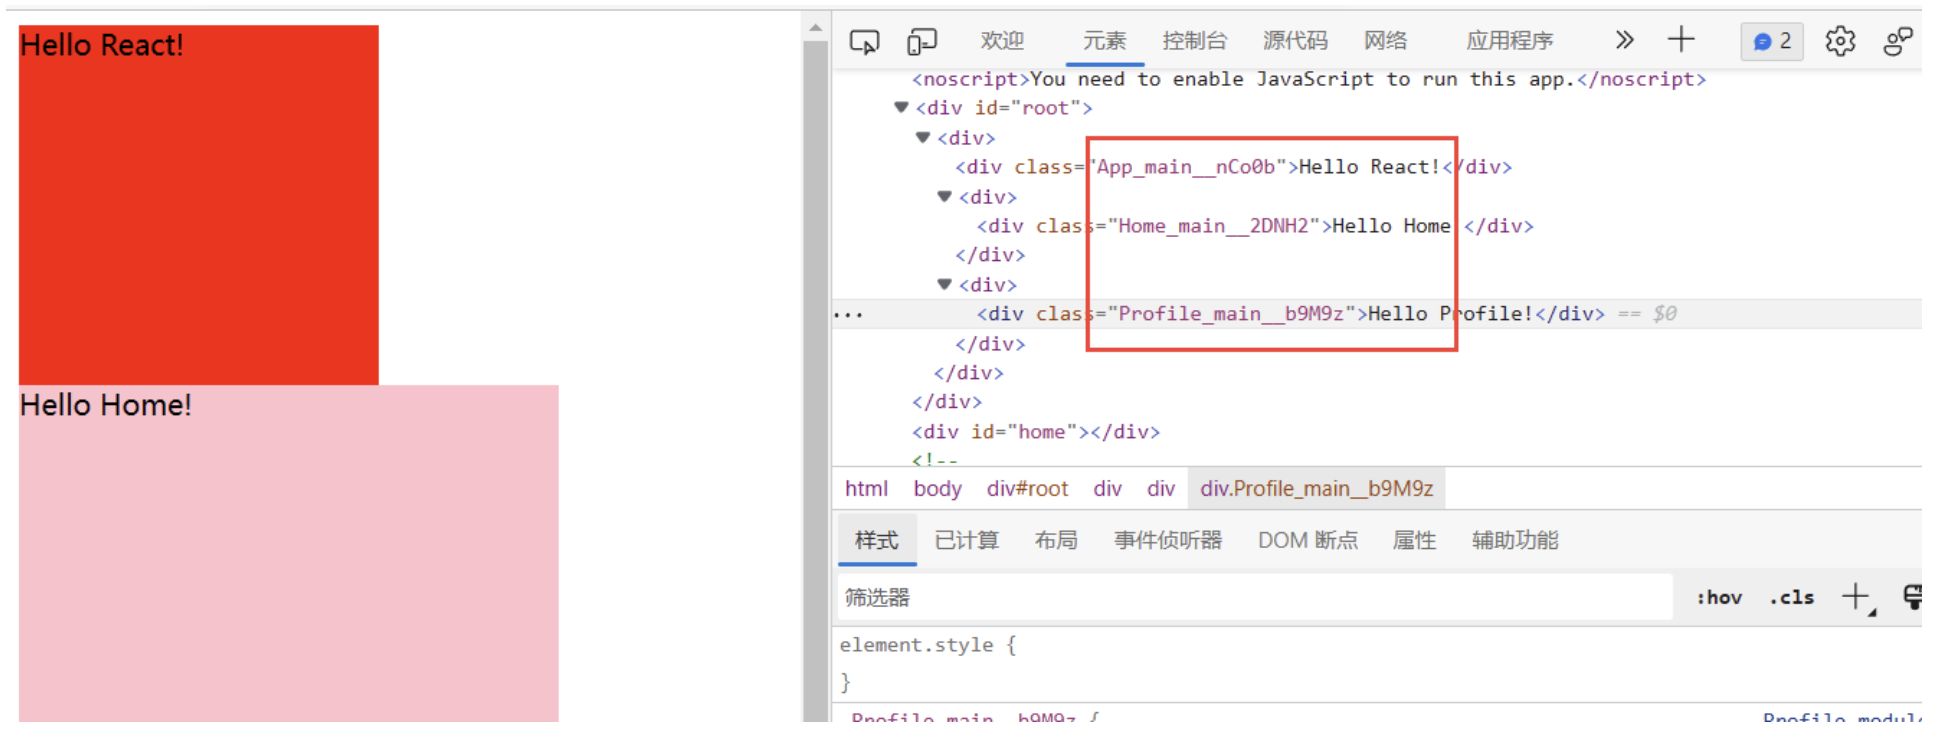 Hello React!
Hello Home!
欢迎 元素 控制台 源代码 网络 应用程序 2
<noscript>You need to enable JavaScript to run this app.</noscript>
<div id="root">
<div>
<div class="App_main__nCo0b">Hello React!</div>
<div>
<div class="Home_main__2DNH2">Hello Home </div>
</div>
<div>
... <div class="Profile_main__b9M9z">Hello Profile!</div> == $0
</div>
</div>
</div>
<div id="home"></div>
<!--
html body div#root div div div.Profile_main__b9M9z
样式 已计算 布局 事件侦听器 DOM 断点 属性 辅助功能
筛选器 :hov .cls
element.style {
}
.Profile_main__b9M9z {